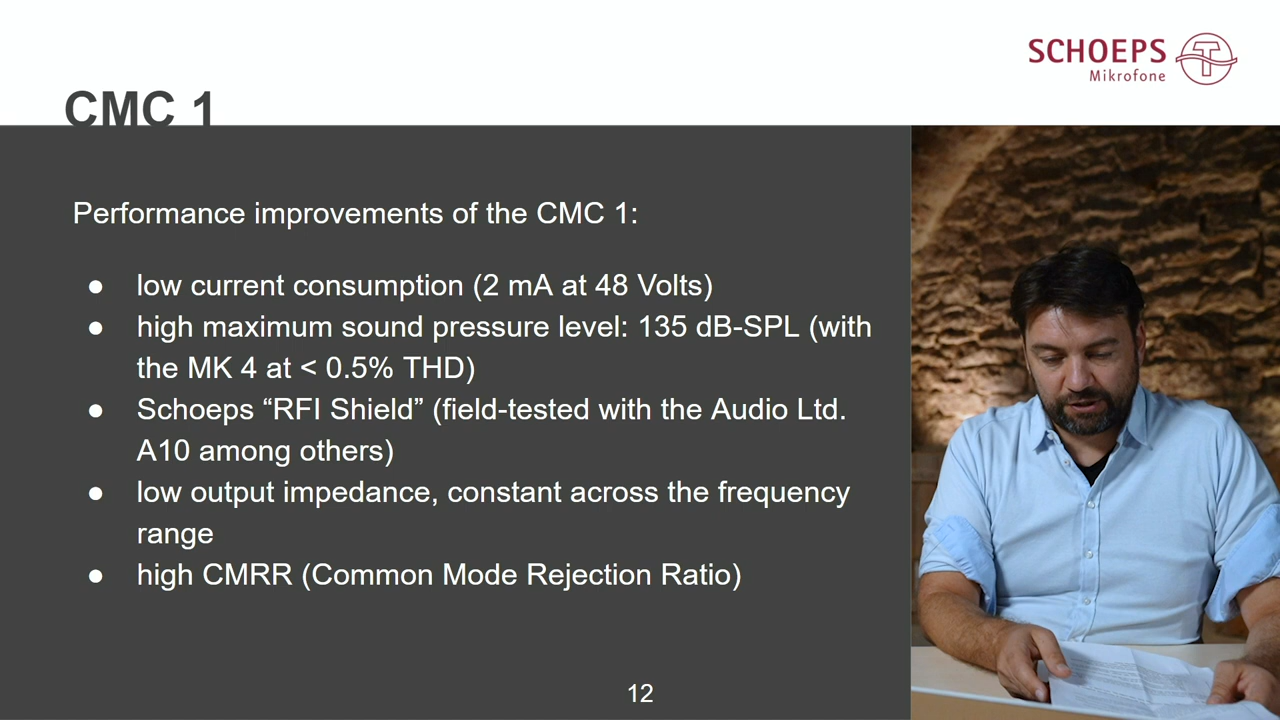 SCHOEPS
Mikrofone
CMC 1
Performance improvements of the CMC 1:
● low current consumption (2 mA at 48 Volts)
● high maximum sound pressure level: 135 dB-SPL (with
the MK 4 at < 0.5% THD)
● Schoeps “RFI Shield” (field-tested with the Audio Ltd.
A10 among others)
● low output impedance, constant across the frequency
range
● high CMRR (Common Mode Rejection Ratio)
12